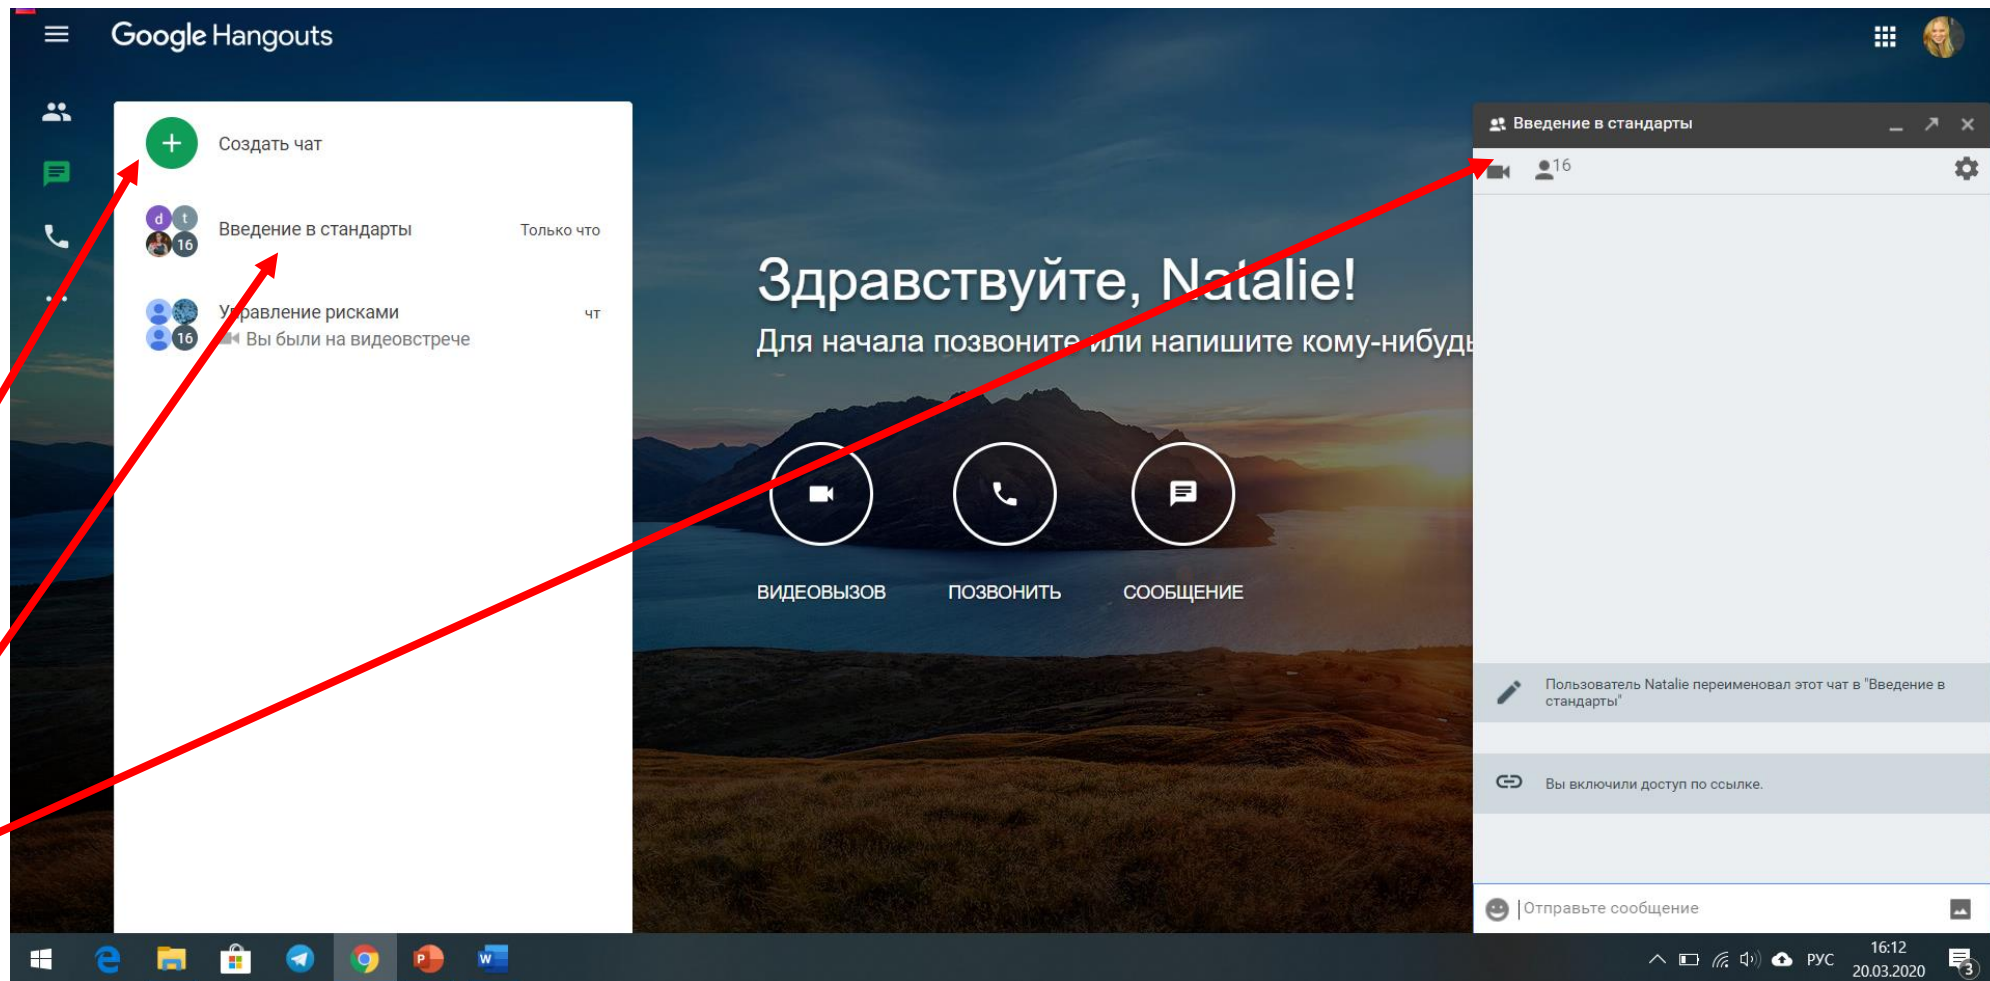 Google Hangouts
Создать чат
d t
16
Введение в стандарты
Только что
16
Управление рисками
чт
Вы были на видеовстрече
Здравствуйте, Natalie!
Для начала позвоните или напишите кому-нибудь
ВИДЕОВЫЗОВ
ПОЗВОНИТЬ
СООБЩЕНИЕ
Введение в стандарты
16
Пользователь Natalie переименовал этот чат в "Введение в
стандарты"
Вы включили доступ по ссылке.
Отправьте сообщение
РУС
16:12
20.03.2020
3